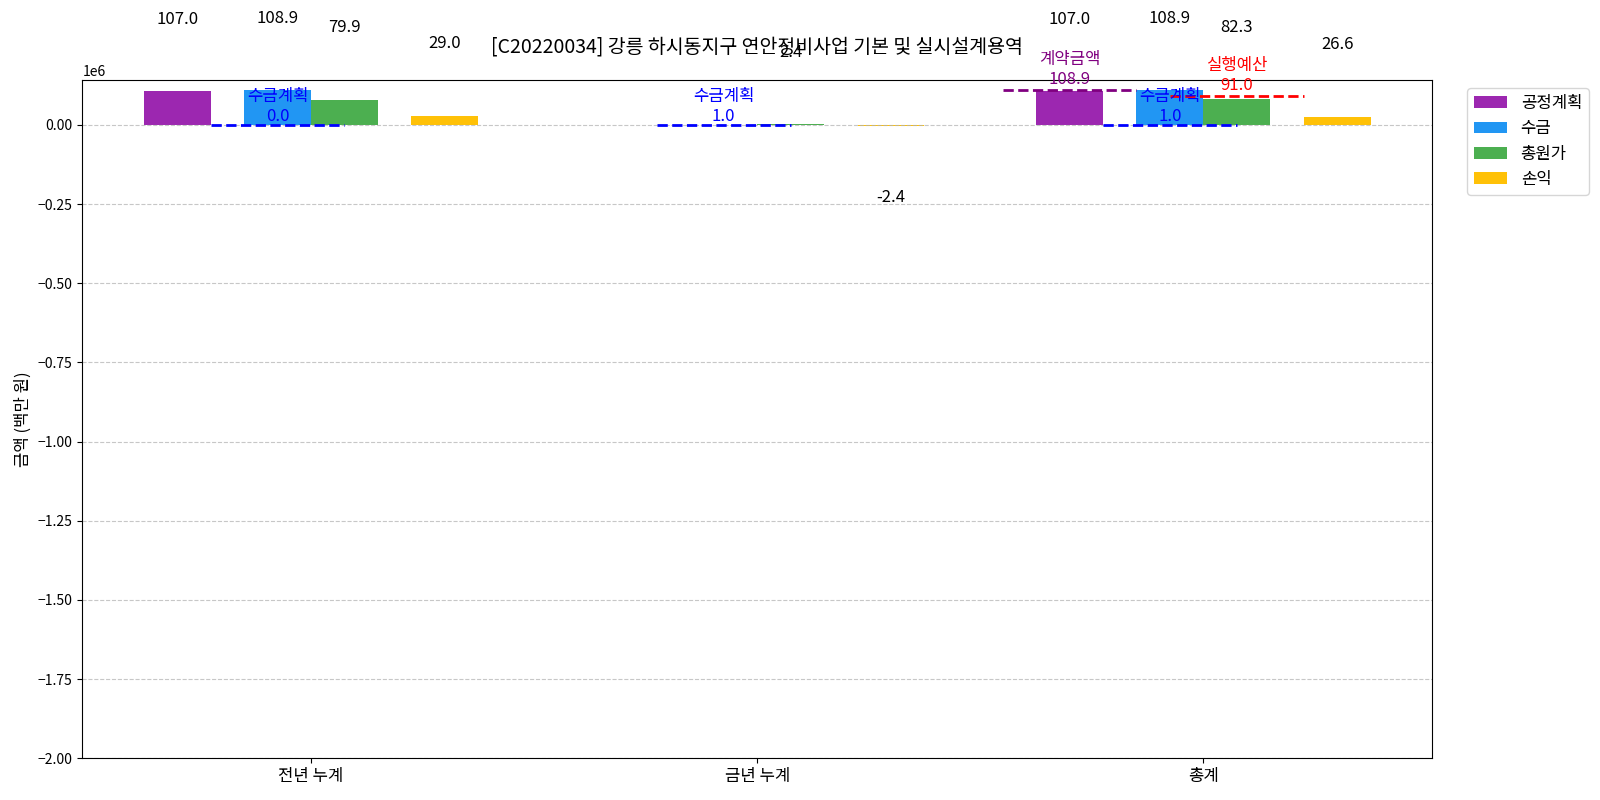 107.0
108.9
79.9
29.0
2.4
107.0
108.9
82.3
26.6
[C20220034] 강릉 하시동지구 연안정비사업 기본 및 실시설계용역
계약금액
108.9
실행예산
91.0
1e6
수금계획
0.0
수금계획
1.0
수금계획
1.0
-2.4
공정계획
수금
총원가
손익
0.00
−0.25
−0.50
−0.75
−1.00
−1.25
−1.50
−1.75
−2.00
금액 (백만 원)
전년 누계
금년 누계
총계